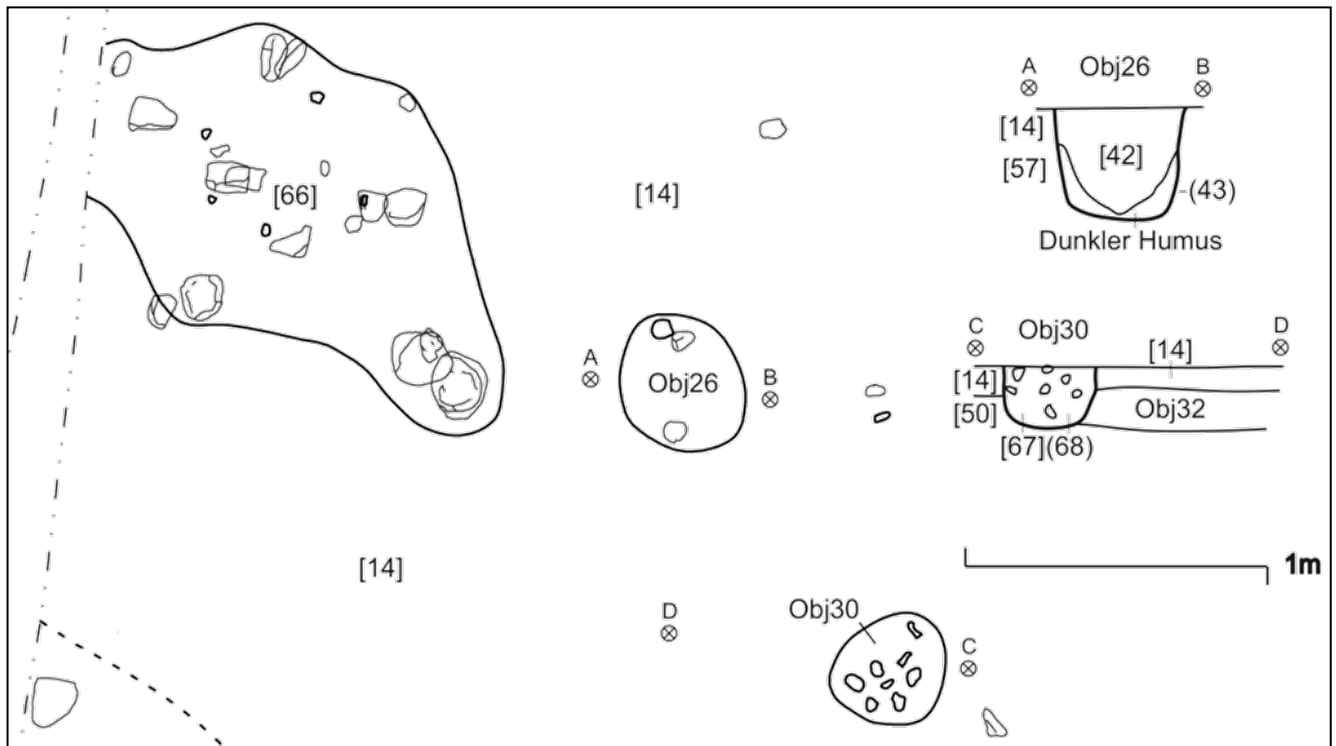 [66]
[14]
A
Obj26
B
[14]
D
Obj30
C
A
Obj26
B
[14]
[42]
[57]
(43)
Dunkler Humus
C
Obj30
D
[14]
[14]
Obj32
[50]
[67](68)
1m